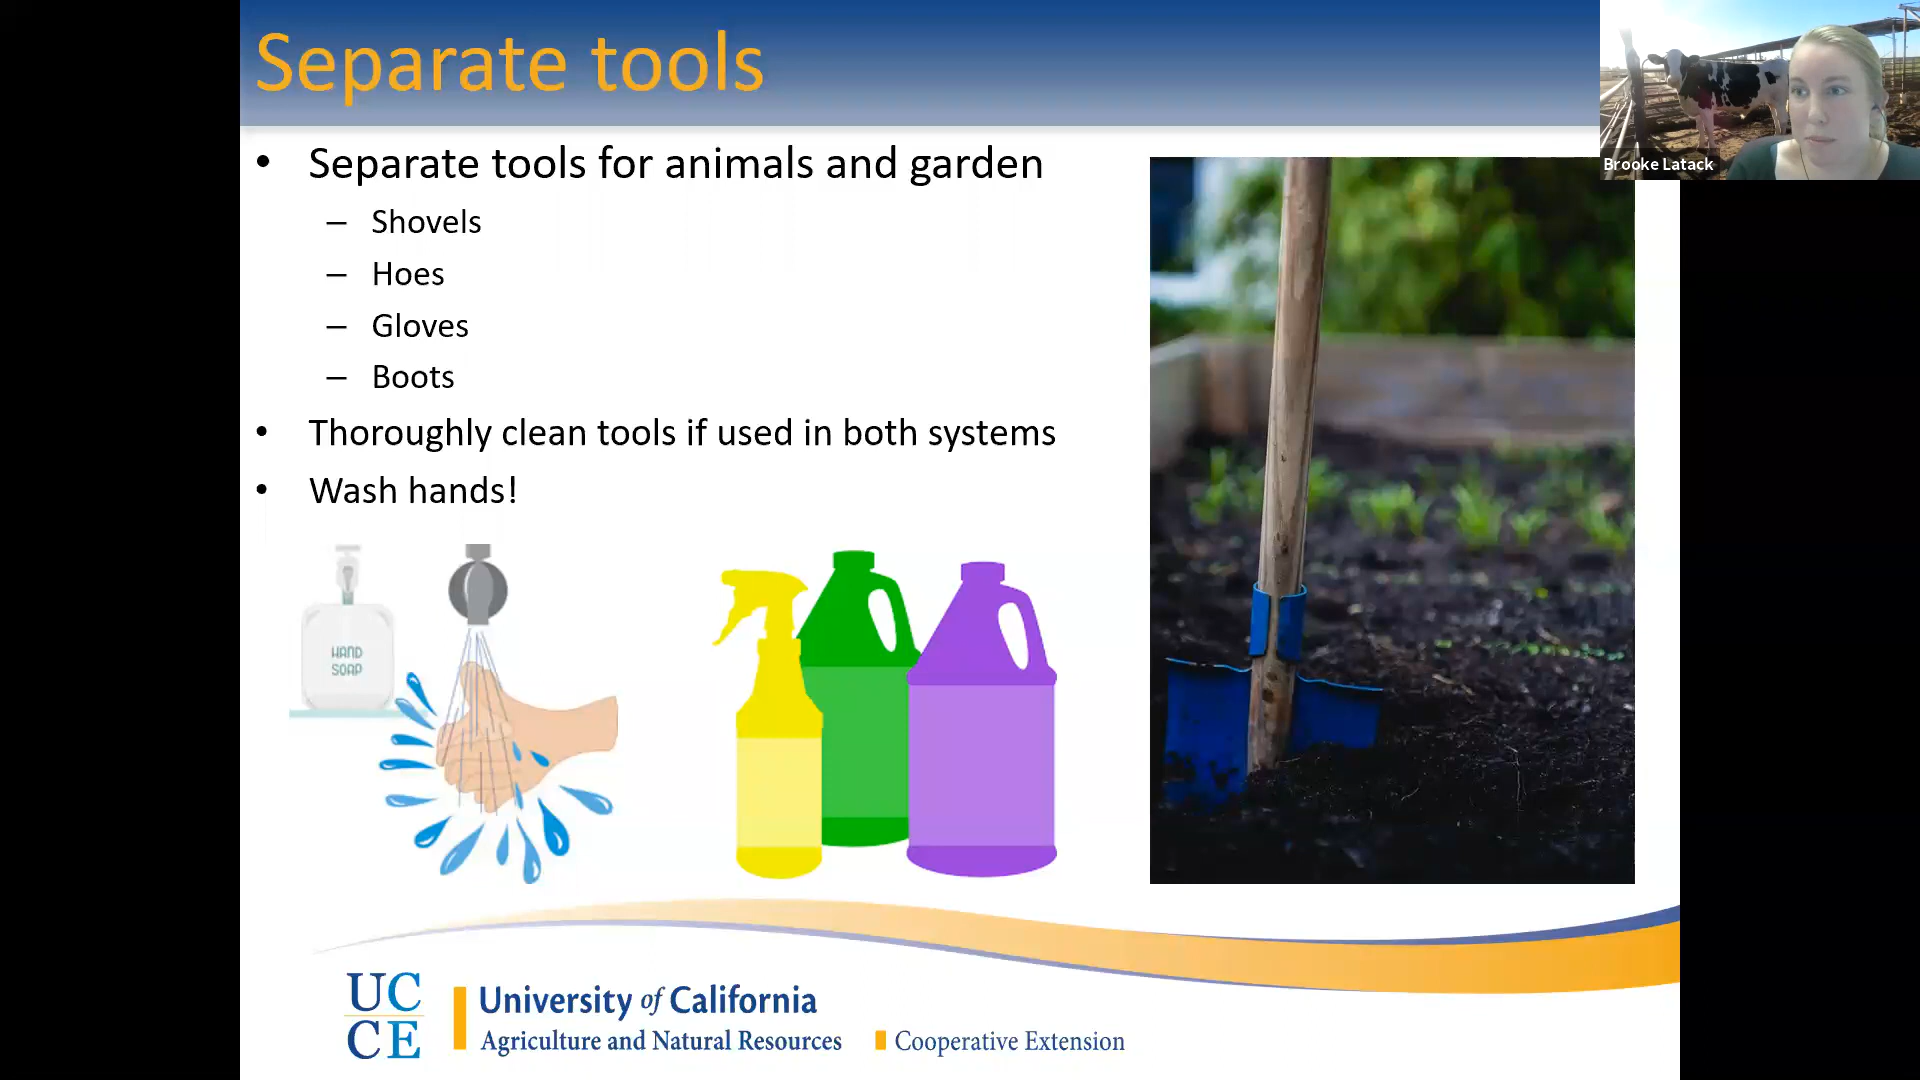 Separate tools
Brooke Latack
• Separate tools for animals and garden
– Shovels
– Hoes
– Gloves
– Boots
• Thoroughly clean tools if used in both systems
• Wash hands!
HAND
SOAP
UC
CE
University of California
Agriculture and Natural Resources
Cooperative Extension